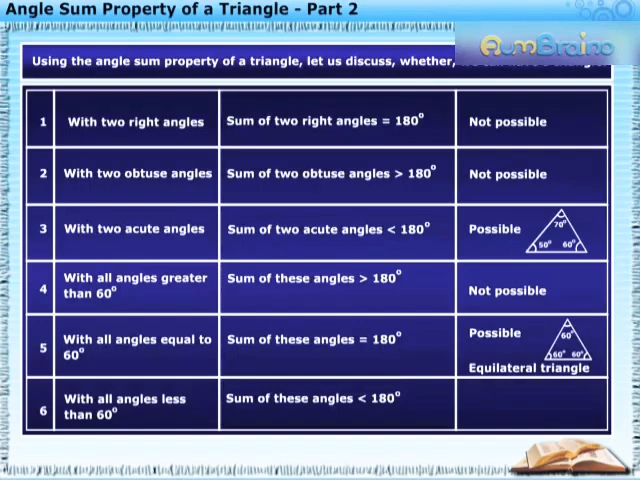 Angle Sum Property of a Triangle - Part 2
AumBrainO
Using the angle sum property of a triangle, let us discuss, whether,
1 With two right angles Sum of two right angles = 180° Not possible
2 With two obtuse angles Sum of two obtuse angles > 180° Not possible
3 With two acute angles Sum of two acute angles < 180° Possible
70°
50° 60°
4 With all angles greater
than 60° Sum of these angles > 180° Not possible
5 With all angles equal to
60° Sum of these angles = 180° Possible
60°
60° 60°
Equilateral triangle
6 With all angles less
than 60° Sum of these angles < 180°